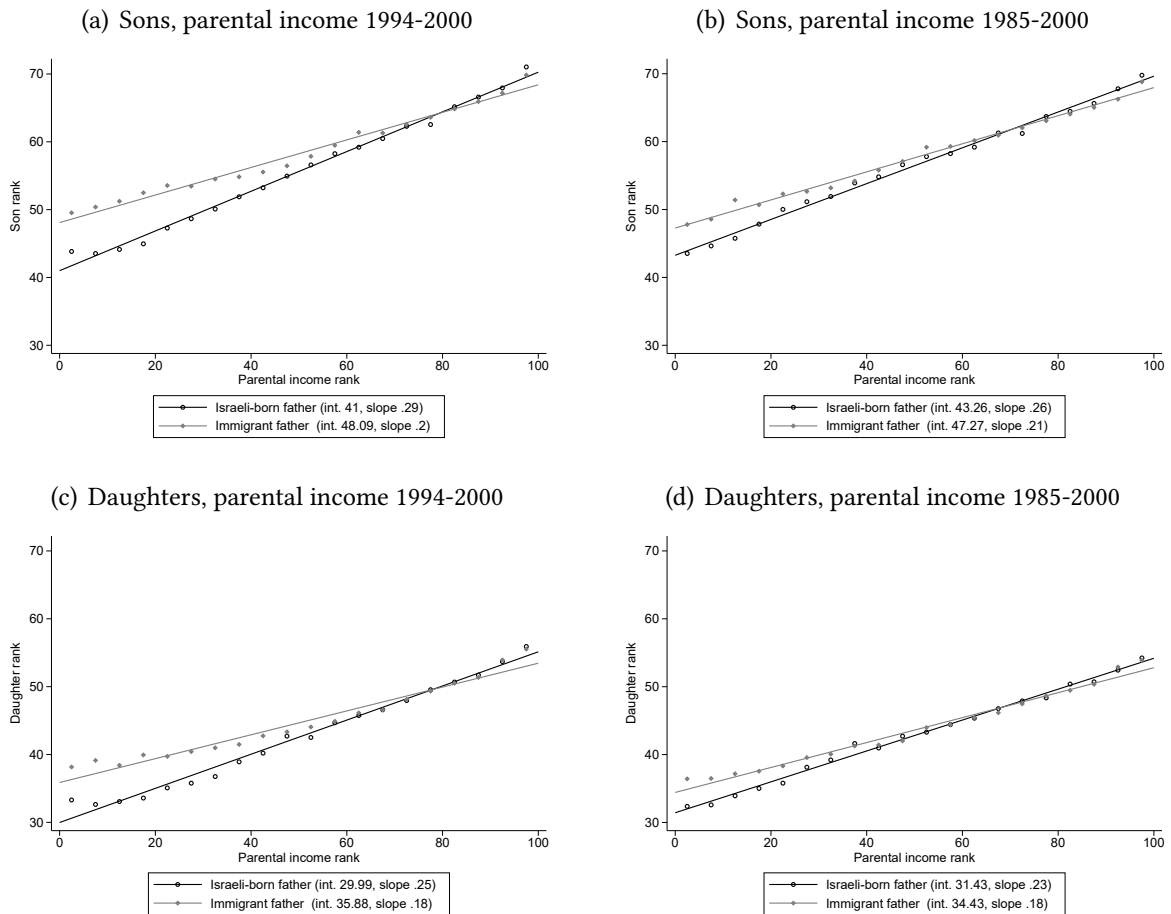 (a) Sons, parental income 1994-2000
70
60
50
40
30
Son rank
0 20 40 60 80 100
Parental income rank
Israeli-born father (int. 41, slope .29)
Immigrant father (int. 48.09, slope .2)
(b) Sons, parental income 1985-2000
70
60
50
40
30
Son rank
0 20 40 60 80 100
Parental income rank
Israeli-born father (int. 43.26, slope .26)
Immigrant father (int. 47.27, slope .21)
(c) Daughters, parental income 1994-2000
70
60
50
40
30
Daughter rank
0 20 40 60 80 100
Parental income rank
Israeli-born father (int. 29.99, slope .25)
Immigrant father (int. 35.88, slope .18)
(d) Daughters, parental income 1985-2000
70
60
50
40
30
Daughter rank
0 20 40 60 80 100
Parental income rank
Israeli-born father (int. 31.43, slope .23)
Immigrant father (int. 34.43, slope .18)